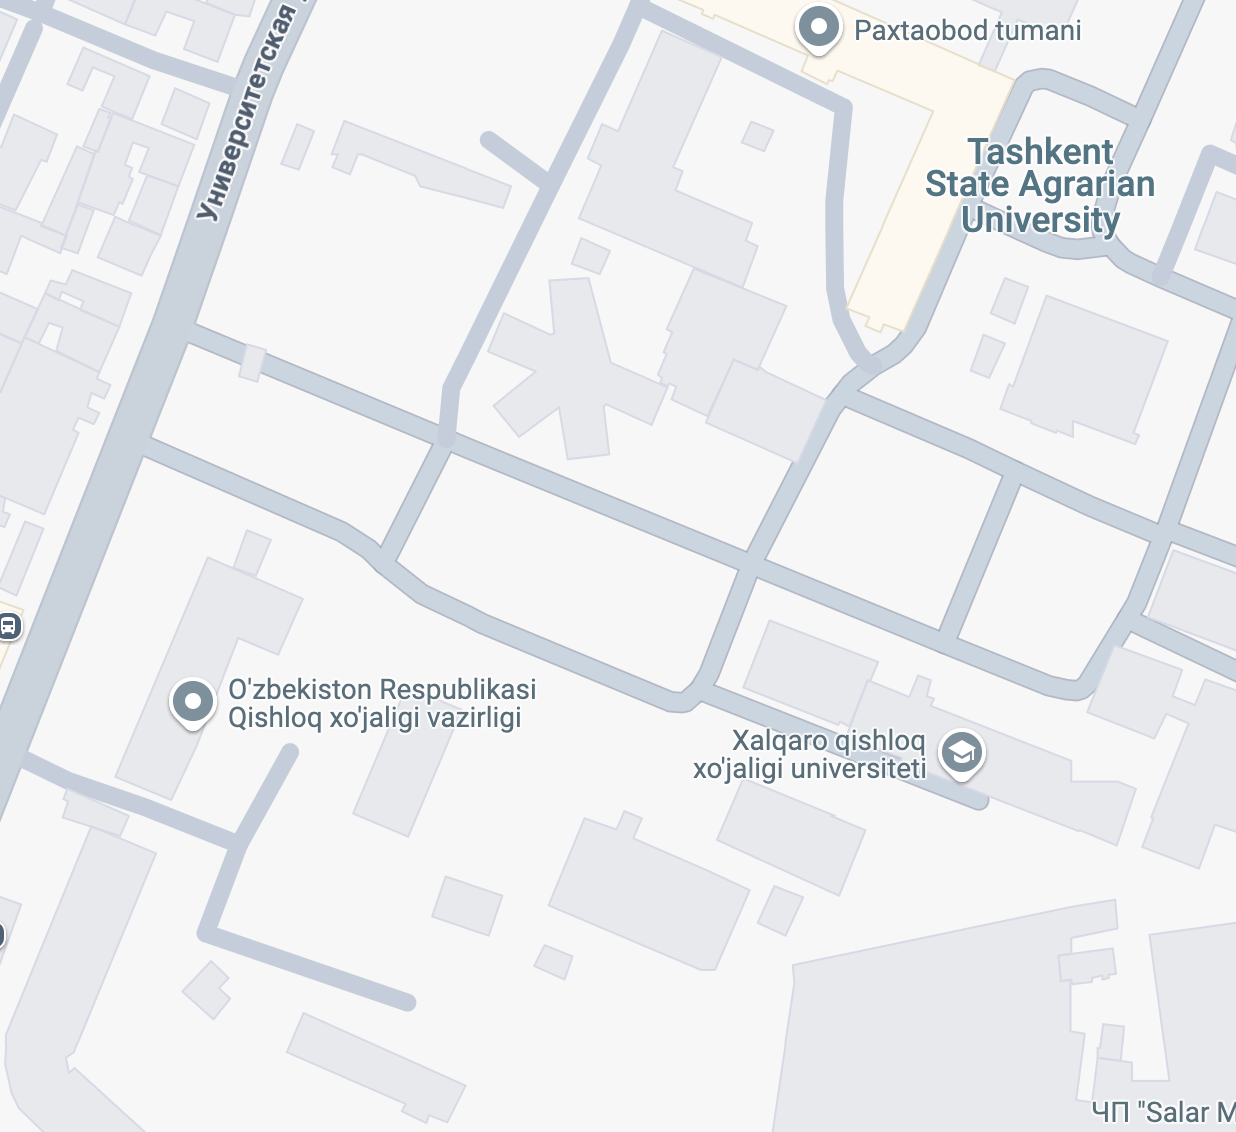 Университетская
Paxtaobod tumani
Tashkent
State Agrarian
University
O'zbekiston Respublikasi
Qishloq xo'jaligi vazirligi
Xalqaro qishloq
xo'jaligi universiteti
ЧП "Salar M